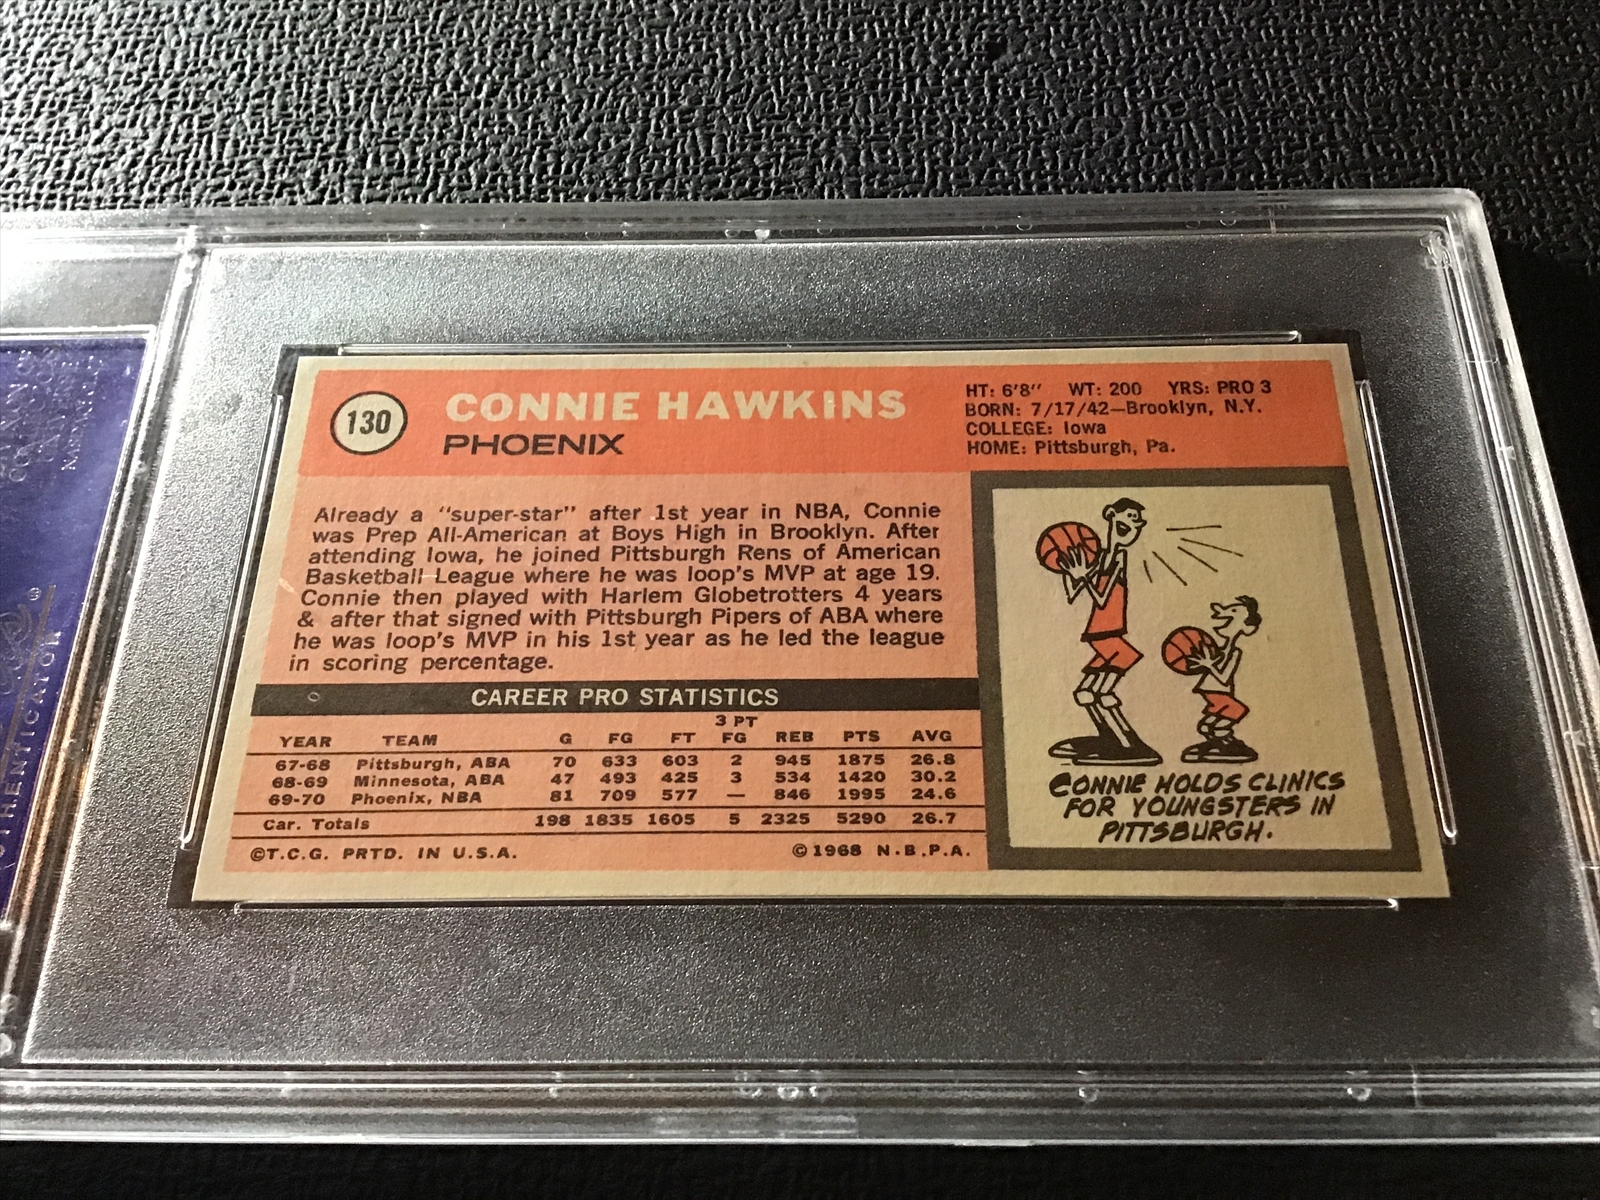 130
CONNIE HAWKINS
PHOENIX
HT: 6'8" WT: 200 YRS: PRO 3
BORN: 7/17/42—Brooklyn, N.Y.
COLLEGE: Iowa
HOME: Pittsburgh, Pa.
Already a "super-star" after 1st year in NBA, Connie
was Prep All-American at Boys High in Brooklyn. After
attending Iowa, he joined Pittsburgh Rens of American
Basketball League where he was loop's MVP at age 19.
Connie then played with Harlem Globetrotters 4 years
& after that signed with Pittsburgh Pipers of ABA where
he was loop's MVP in his 1st year as he led the league
in scoring percentage.
CAREER PRO STATISTICS
3 PT
YEAR TEAM G FG FT FG REB PTS AVG
67-68 Pittsburgh, ABA 70 633 603 2 945 1875 26.8
68-69 Minnesota, ABA 47 493 425 3 534 1420 30.2
69-70 Phoenix, NBA 81 709 577 — 846 1995 24.6
Car. Totals 198 1835 1605 5 2325 5290 26.7
©T.C.G. PRTD. IN U.S.A. ©1968 N.B.P.A.
CONNIE HOLDS CLINICS
FOR YOUNGSTERS IN
PITTSBURGH.